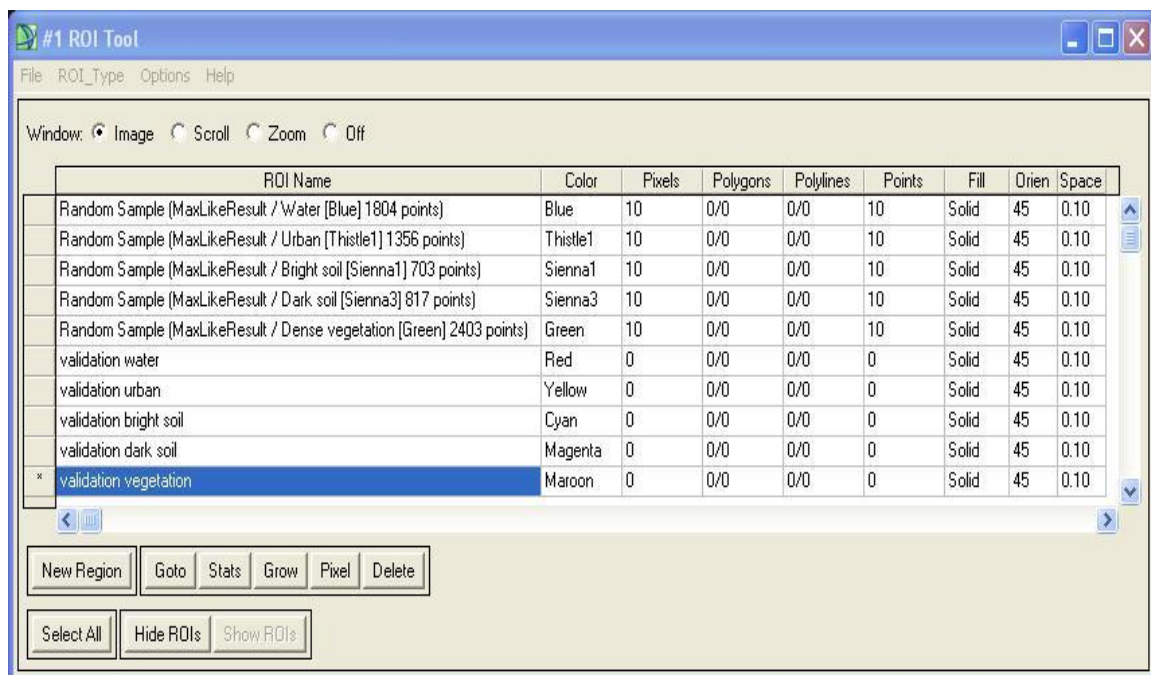 #1 ROI Tool
File ROI_Type Options Help
Window: Image Scroll Zoom Off
ROI Name Color Pixels Polygons Polylines Points Fill Orien Space
Random Sample (MaxLikeResult / Water [Blue] 1804 points) Blue 10 0/0 0/0 10 Solid 45 0.10
Random Sample (MaxLikeResult / Urban [Thistle1] 1356 points) Thistle1 10 0/0 0/0 10 Solid 45 0.10
Random Sample (MaxLikeResult / Bright soil [Sienna1] 703 points) Sienna1 10 0/0 0/0 10 Solid 45 0.10
Random Sample (MaxLikeResult / Dark soil [Sienna3] 817 points) Sienna3 10 0/0 0/0 10 Solid 45 0.10
Random Sample (MaxLikeResult / Dense vegetation [Green] 2403 points) Green 10 0/0 0/0 10 Solid 45 0.10
validation water Red 0 0/0 0/0 0 Solid 45 0.10
validation urban Yellow 0 0/0 0/0 0 Solid 45 0.10
validation bright soil Cyan 0 0/0 0/0 0 Solid 45 0.10
validation dark soil Magenta 0 0/0 0/0 0 Solid 45 0.10
* validation vegetation Maroon 0 0/0 0/0 0 Solid 45 0.10
New Region Goto Stats Grow Pixel Delete
Select All Hide ROIs Show ROIs